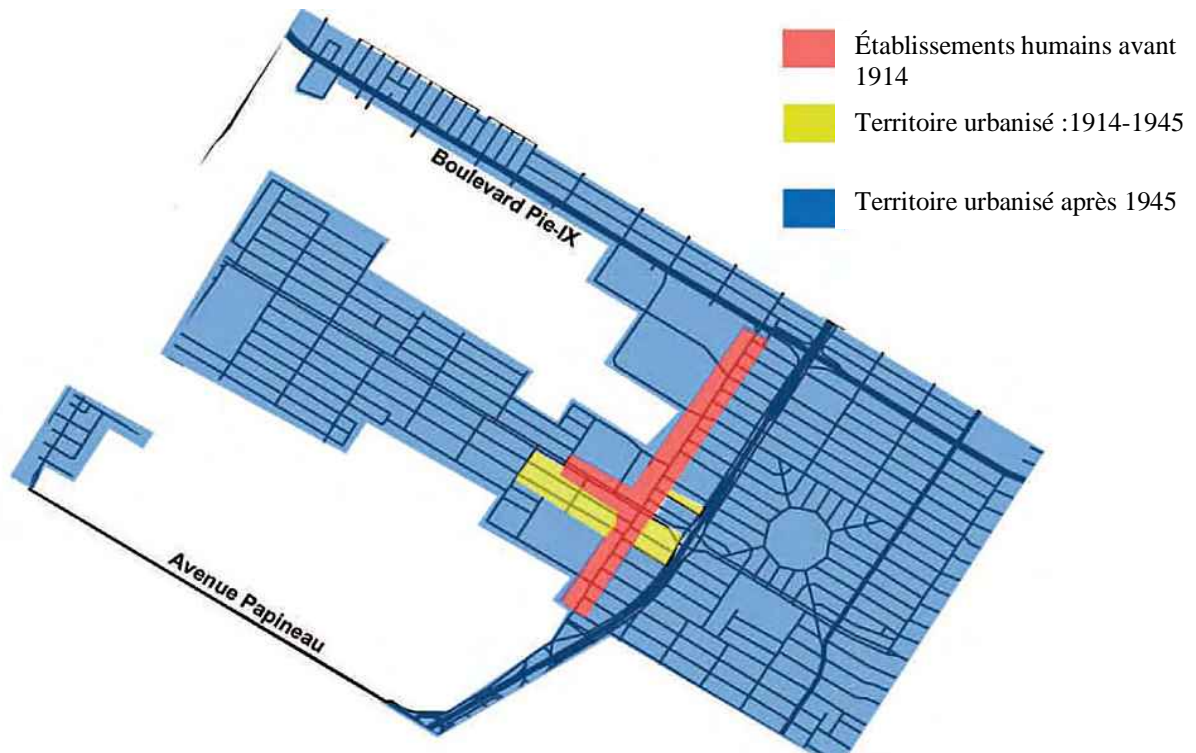 Établissements humains avant
1914
Territoire urbanisé :1914-1945
Territoire urbanisé après 1945
Boulevard Pie-IX
Avenue Papineau